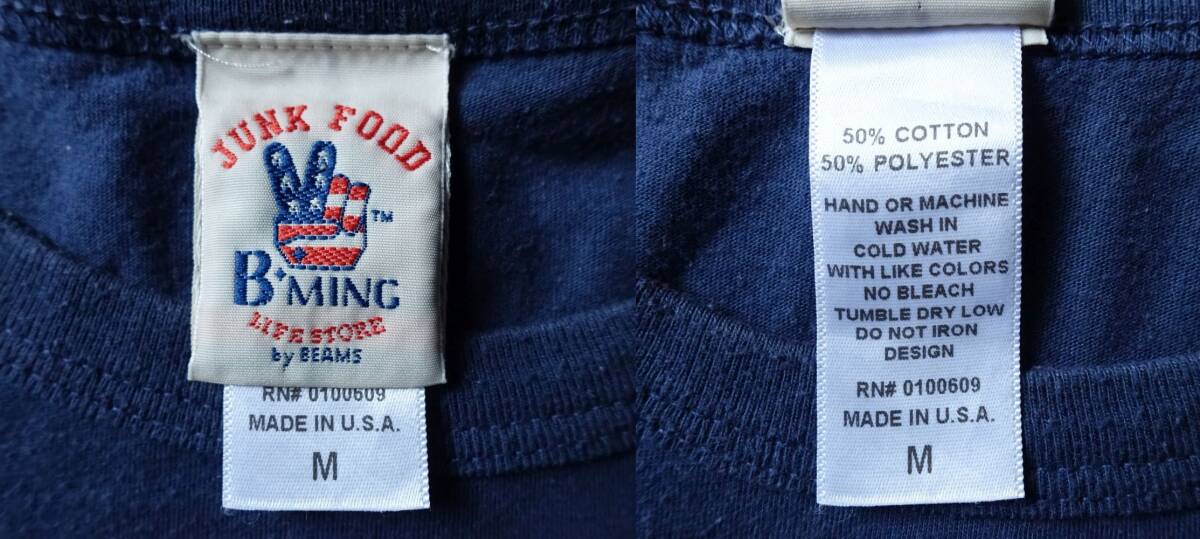 JUNK FOOD
TM
B·MING
LIFE STORE
by BEAMS
RN# 0100609
MADE IN U.S.A.
M
50% COTTON
50% POLYESTER
HAND OR MACHINE
WASH IN
COLD WATER
WITH LIKE COLORS
NO BLEACH
TUMBLE DRY LOW
DO NOT IRON
DESIGN
RN# 0100609
MADE IN U.S.A.
M